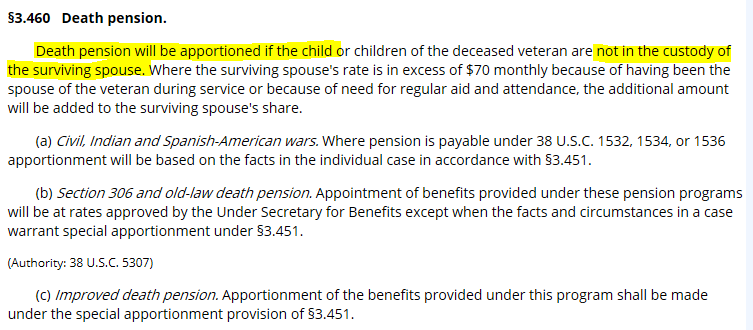 §3.460   Death pension.
Death pension will be apportioned if the child or children of the deceased veteran are not in the custody of
the surviving spouse. Where the surviving spouse's rate is in excess of $70 monthly because of having been the
spouse of the veteran during service or because of need for regular aid and attendance, the additional amount
will be added to the surviving spouse's share.
(a) Civil, Indian and Spanish-American wars. Where pension is payable under 38 U.S.C. 1532, 1534, or 1536
apportionment will be based on the facts in the individual case in accordance with §3.451.
(b) Section 306 and old-law death pension. Appointment of benefits provided under these pension programs
will be at rates approved by the Under Secretary for Benefits except when the facts and circumstances in a case
warrant special apportionment under §3.451.
(Authority: 38 U.S.C. 5307)
(c) Improved death pension. Apportionment of the benefits provided under this program shall be made
under the special apportionment provision of §3.451.